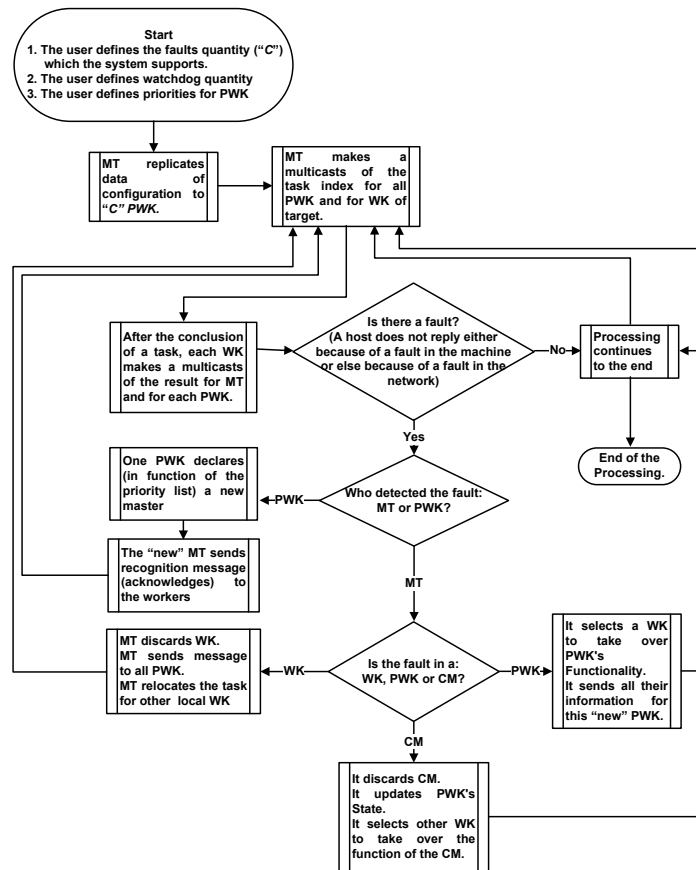 Start
1. The user defines the faults quantity (“C”)
which the system supports.
2. The user defines watchdog quantity
3. The user defines priorities for PWK
MT replicates
data of
configuration to
“C” PWK.
MT makes a
multicasts of the
task index for all
PWK and for WK of
target.
After the conclusion
of a task, each WK
makes a multicasts
of the result for MT
and for each PWK.
Is there a fault?
(A host does not reply either
because of a fault in the machine
or else because of a fault in the
network)
No
Processing
continues
to the end
Yes
End of the
Processing.
One PWK declares
(in function of the
priority list) a new
master
PWK
Who detected the fault:
MT or PWK?
The “new” MT sends
recognition message
(acknowledges) to
the workers
MT
MT discards WK.
MT sends message
to all PWK.
MT relocates the task
for other local WK
WK
Is the fault in a:
WK, PWK or CM?
PWK
It selects a WK
to take over
PWK's
Functionality.
It sends all their
information for
this “new” PWK.
CM
It discards CM.
It updates PWK's
State.
It selects other WK
to take over the
function of the CM.